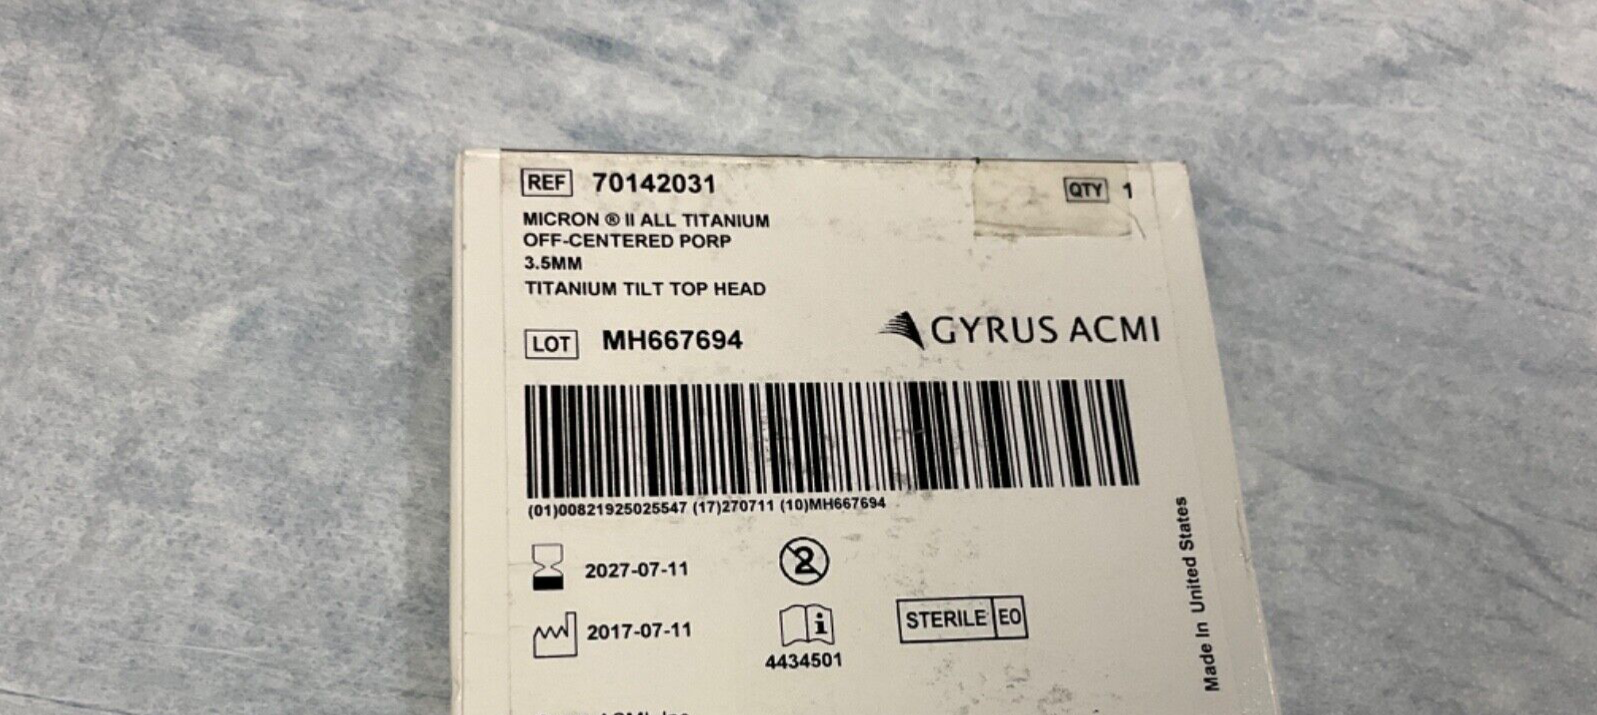 REF 70142031
QTY 1
MICRON ® II ALL TITANIUM
OFF-CENTERED PORP
3.5MM
TITANIUM TILT TOP HEAD
LOT MH667694
GYRUS ACMI
(01)00821925025547 (17)270711 (10)MH667694
2027-07-11
2
2017-07-11
i
4434501
STERILE EO
Made In United States